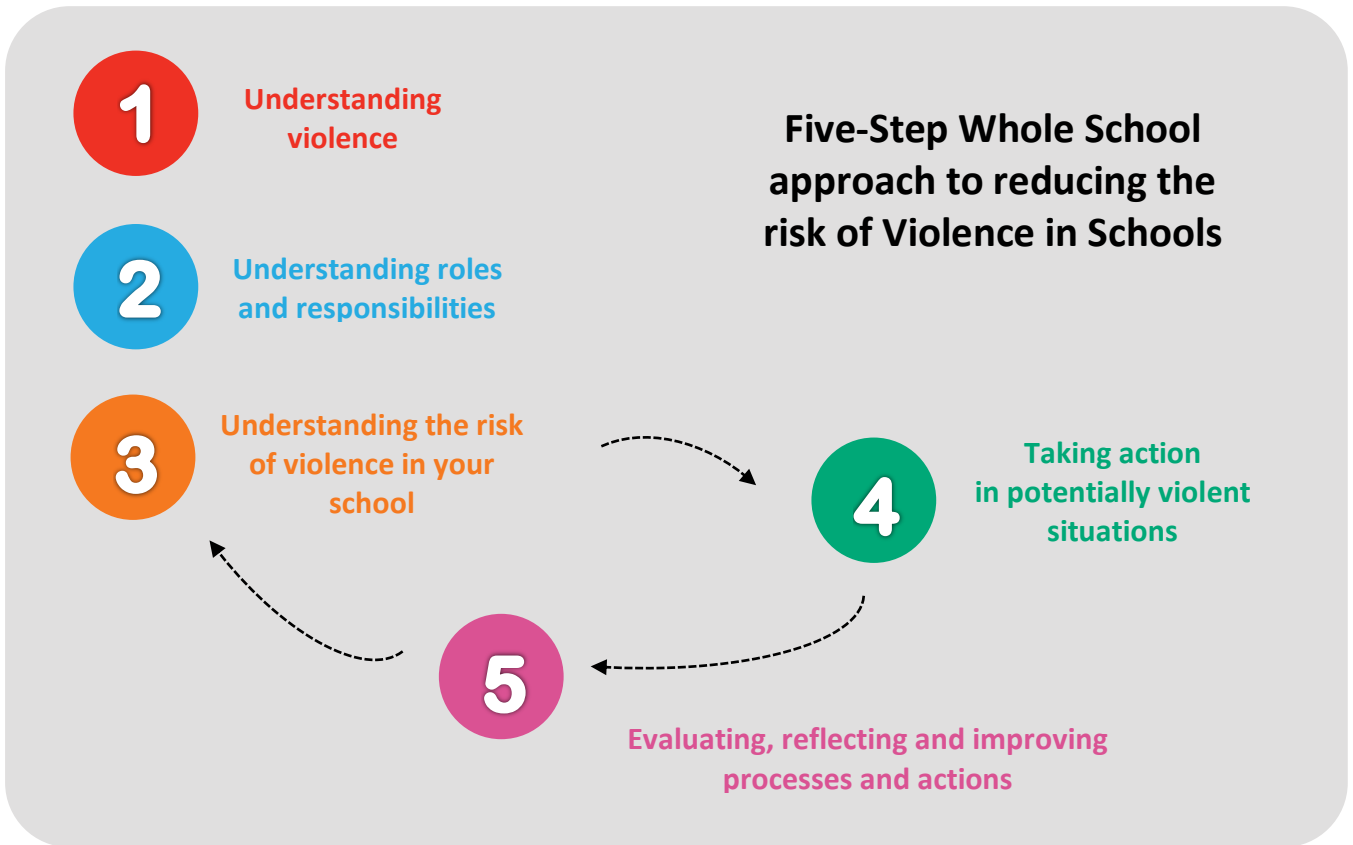 Five-Step Whole School
approach to reducing the
risk of Violence in Schools
1
Understanding
violence
2
Understanding roles
and responsibilities
3
Understanding the risk
of violence in your
school
4
Taking action
in potentially violent
situations
5
Evaluating, reflecting and improving
processes and actions